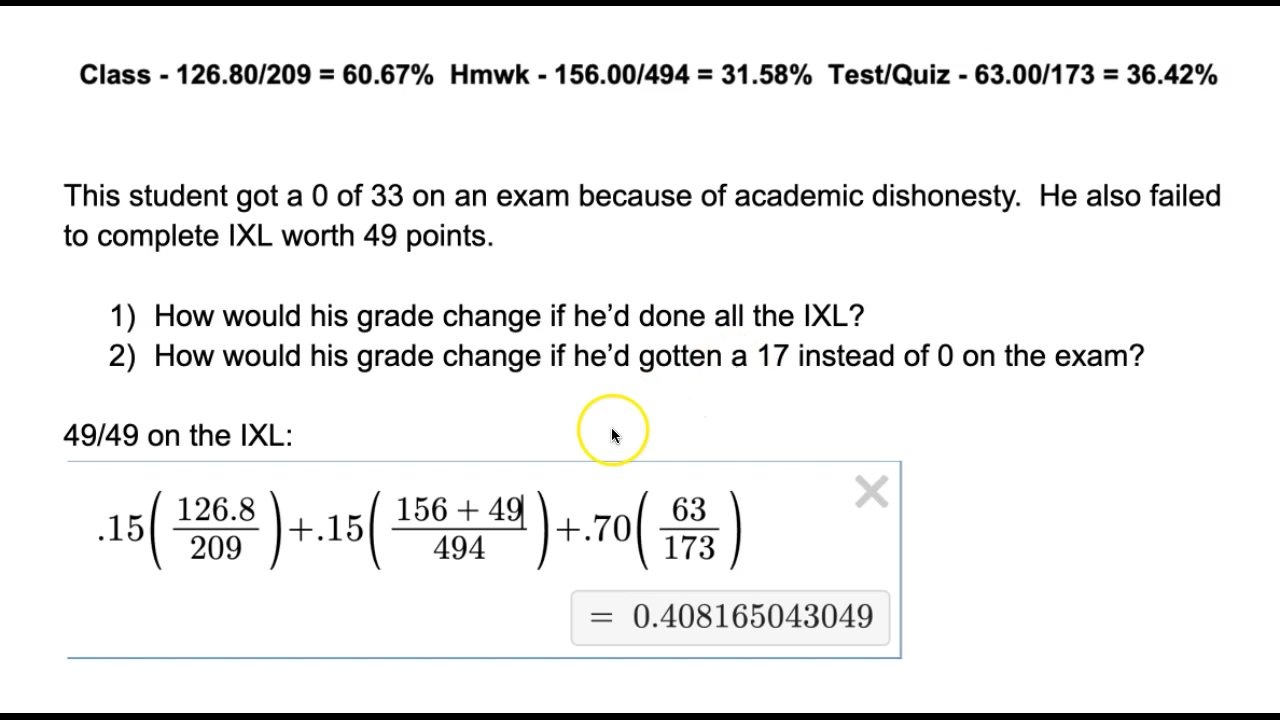 Class - 126.80/209 = 60.67%  Hmwk - 156.00/494 = 31.58%  Test/Quiz - 63.00/173 = 36.42%
This student got a 0 of 33 on an exam because of academic dishonesty.  He also failed
to complete IXL worth 49 points.
1) How would his grade change if he’d done all the IXL?
2) How would his grade change if he’d gotten a 17 instead of 0 on the exam?
49/49 on the IXL:
.15(126.8/209)+.15((156 + 49)/494)+.70(63/173)
= 0.408165043049